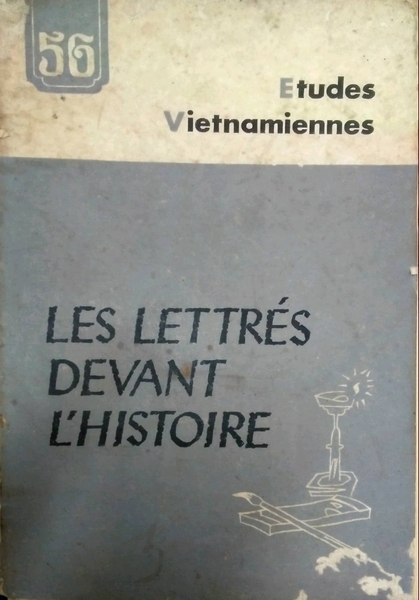 56
Etudes
Vietnamiennes
LES LETTRÉS
DEVANT
L'HISTOIRE